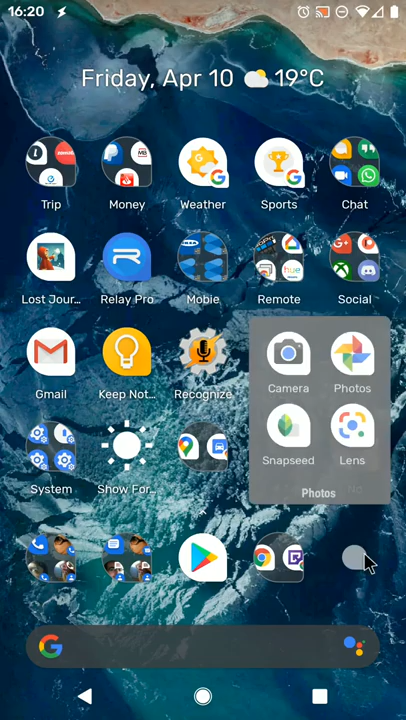 16:20
Friday, Apr 10 19°C
Trip Money Weather Sports Chat
Lost Jour… Relay Pro Mobie Remote Social
Gmail Keep Not… Recognize Camera Photos
Snapseed Lens
System Show For…
Photos